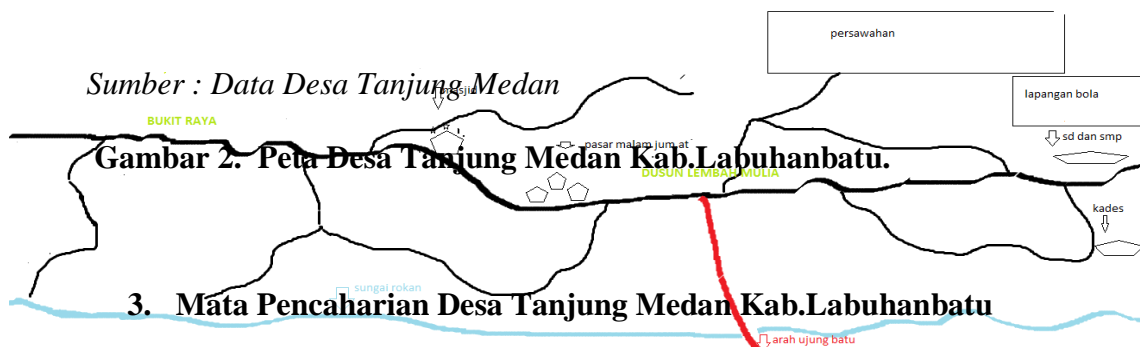 persawahan
Sumber : Data Desa Tanjung Medan
masjid
lapangan bola
BUKIT RAYA
sd dan smp
pasar malam jum at
Gambar 2. Peta Desa Tanjung Medan Kab.Labuhanbatu.
DUSUN LEMBAH MULIA
kades
sungai rokan
3. Mata Pencaharian Desa Tanjung Medan Kab.Labuhanbatu
arah ujung batu